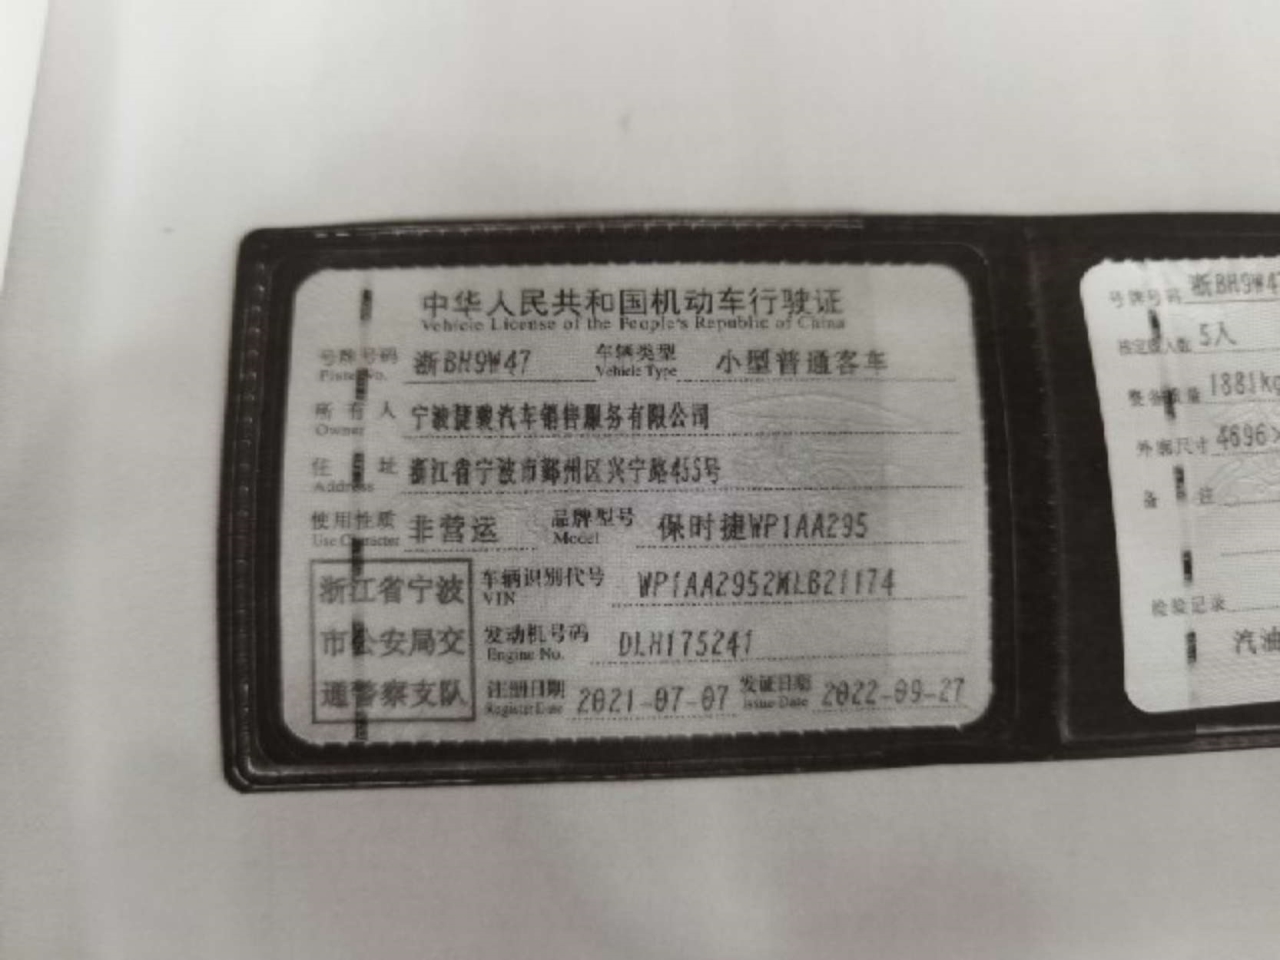 中华人民共和国机动车行驶证
Vehicle License of the People's Republic of China
号牌号码 浙BH9W47 车辆类型 小型普通客车
Plate No. Vehicle Type
所有人 宁波捷骏汽车销售服务有限公司
Owner
住址 浙江省宁波市鄞州区兴宁路455号
Address
使用性质 非营运 品牌型号 保时捷WP1AA295
Use Character Model
浙江省宁波
市公安局交
通警察支队
车辆识别代号 WP1AA2952MLB21174
VIN
发动机号码 DLH175241
Engine No.
注册日期 2021-07-07 发证日期 2022-09-27
Register Date Issue Date
号牌号码 浙BH9W4
核定载人数 5人
整备质量 1881kg
外廓尺寸 4696×
备注
检验记录
汽油